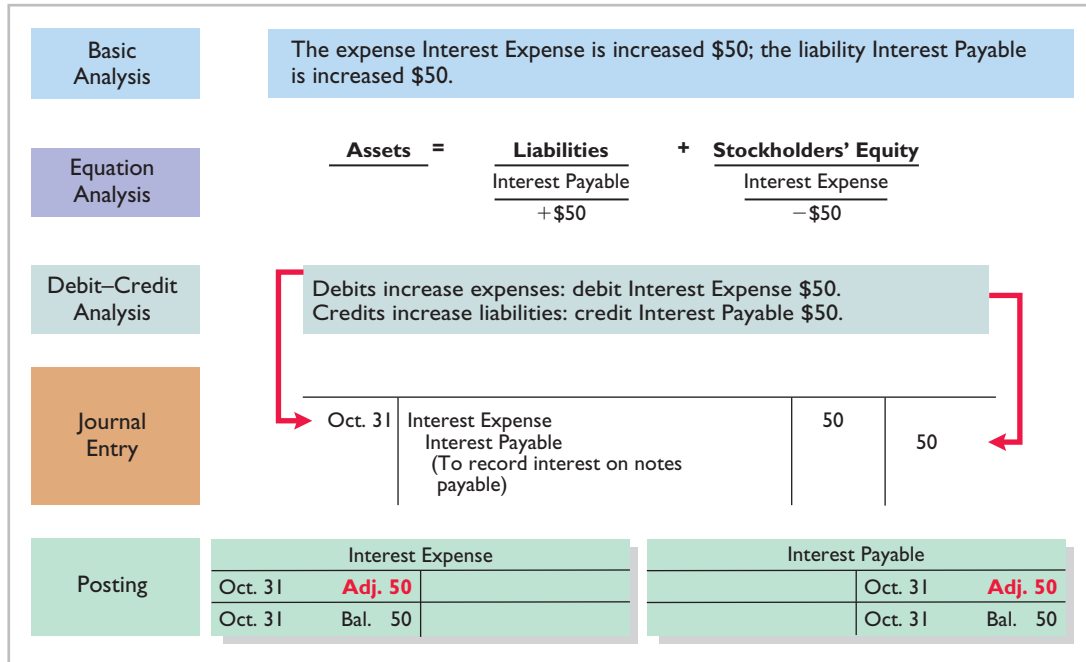 Basic
Analysis
The expense Interest Expense is increased $50; the liability Interest Payable
is increased $50.
Equation
Analysis
Assets = Liabilities + Stockholders' Equity
Interest Payable Interest Expense
+$50 −$50
Debit–Credit
Analysis
Debits increase expenses: debit Interest Expense $50.
Credits increase liabilities: credit Interest Payable $50.
Journal
Entry
Oct. 31 Interest Expense 50
Interest Payable 50
(To record interest on notes
payable)
Posting
Interest Expense
Oct. 31 Adj. 50
Oct. 31 Bal. 50
Interest Payable
Oct. 31 Adj. 50
Oct. 31 Bal. 50